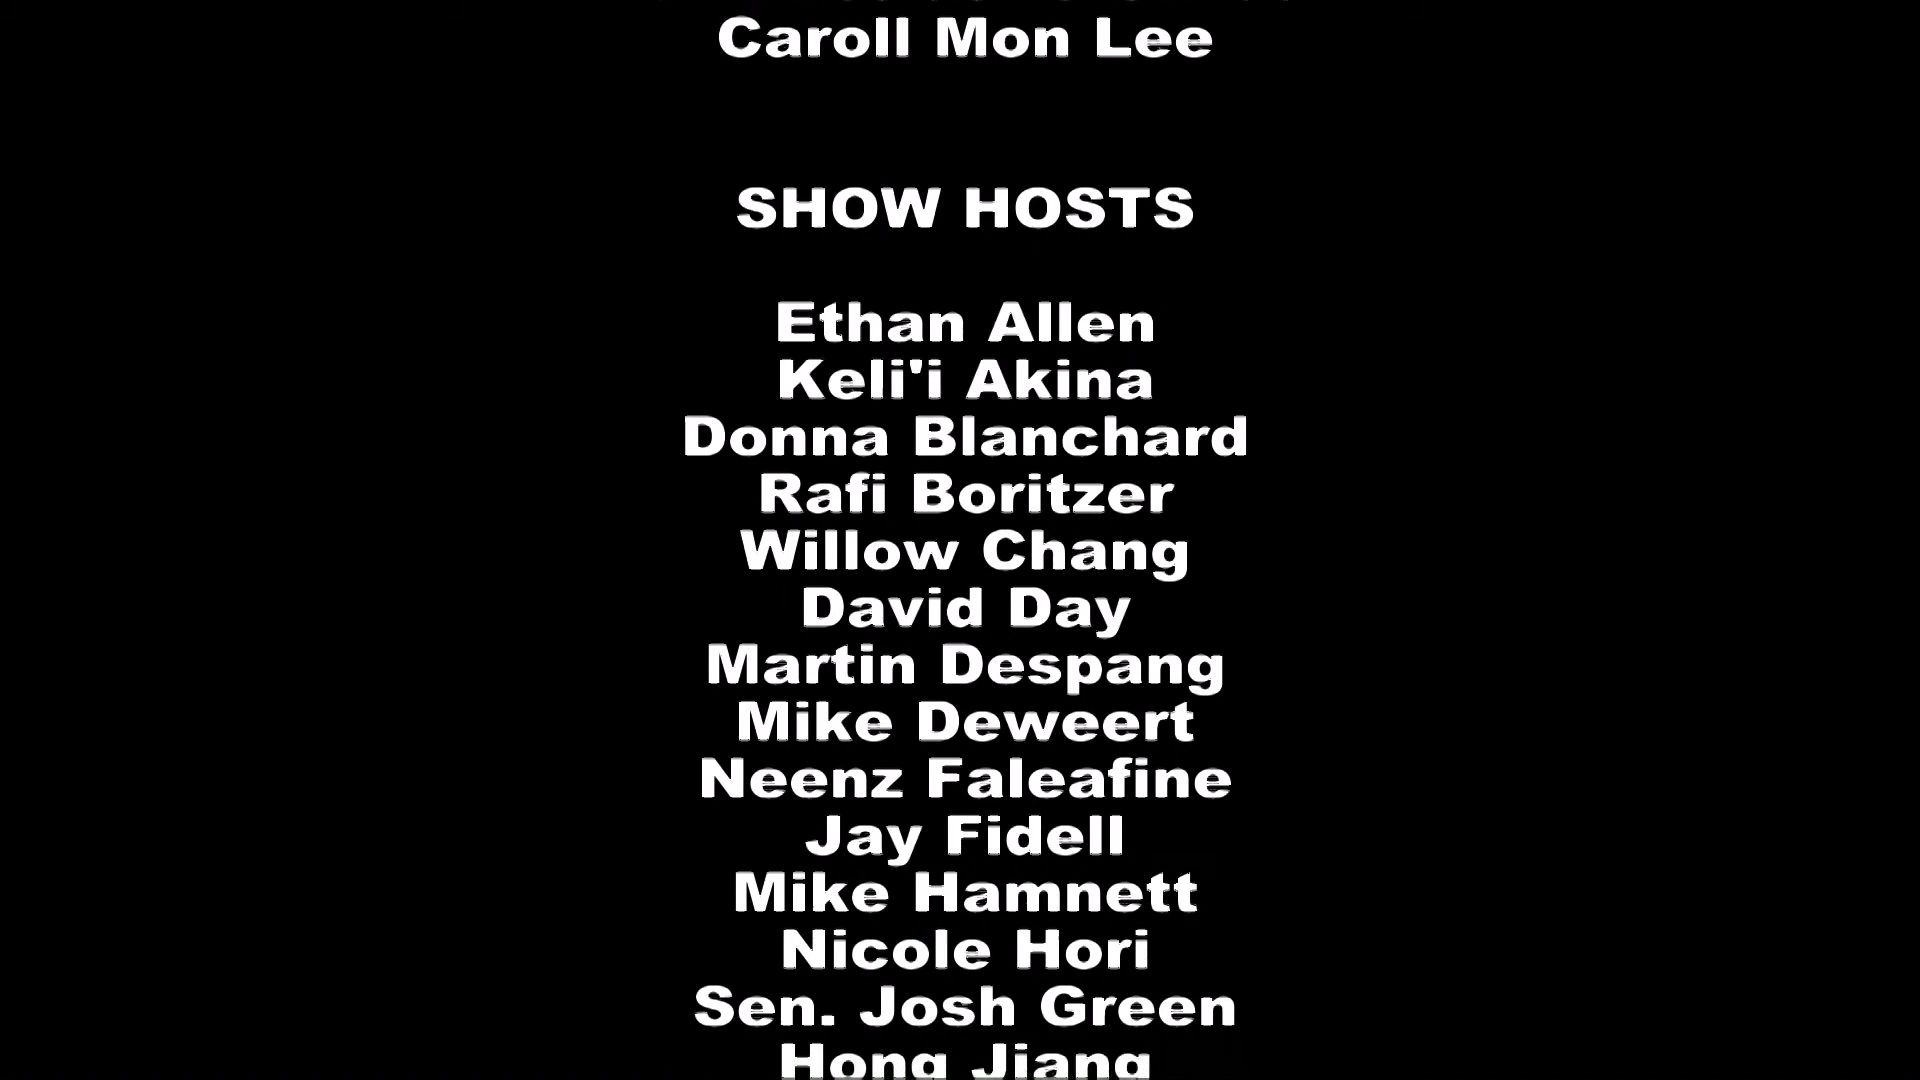 Caroll Mon Lee
SHOW HOSTS
Ethan Allen
Keli'i Akina
Donna Blanchard
Rafi Boritzer
Willow Chang
David Day
Martin Despang
Mike Deweert
Neenz Faleafine
Jay Fidell
Mike Hamnett
Nicole Hori
Sen. Josh Green
Hong Jiang